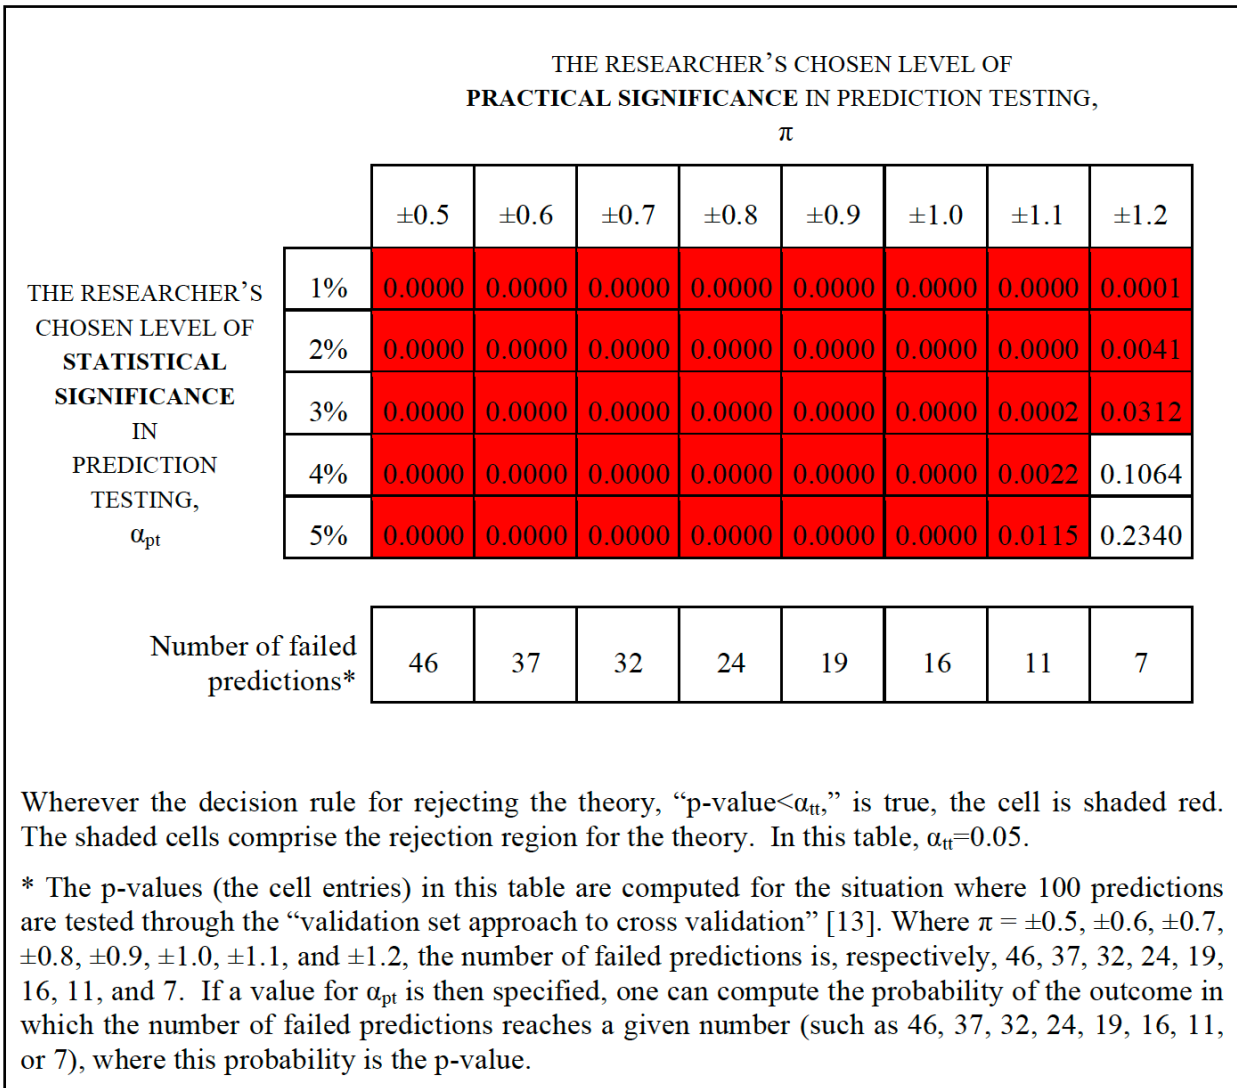 THE RESEARCHER’S CHOSEN LEVEL OF
PRACTICAL SIGNIFICANCE IN PREDICTION TESTING,
π
±0.5 ±0.6 ±0.7 ±0.8 ±0.9 ±1.0 ±1.1 ±1.2
THE RESEARCHER’S
CHOSEN LEVEL OF
STATISTICAL
SIGNIFICANCE
IN
PREDICTION
TESTING,
αpt
1% 0.0000 0.0000 0.0000 0.0000 0.0000 0.0000 0.0000 0.0001
2% 0.0000 0.0000 0.0000 0.0000 0.0000 0.0000 0.0000 0.0041
3% 0.0000 0.0000 0.0000 0.0000 0.0000 0.0000 0.0002 0.0312
4% 0.0000 0.0000 0.0000 0.0000 0.0000 0.0000 0.0022 0.1064
5% 0.0000 0.0000 0.0000 0.0000 0.0000 0.0000 0.0115 0.2340
Number of failed
predictions*
46 37 32 24 19 16 11 7
Wherever the decision rule for rejecting the theory, “p-value<αtt,” is true, the cell is shaded red.
The shaded cells comprise the rejection region for the theory. In this table, αtt=0.05.
* The p-values (the cell entries) in this table are computed for the situation where 100 predictions
are tested through the “validation set approach to cross validation” [13]. Where π = ±0.5, ±0.6, ±0.7,
±0.8, ±0.9, ±1.0, ±1.1, and ±1.2, the number of failed predictions is, respectively, 46, 37, 32, 24, 19,
16, 11, and 7. If a value for αpt is then specified, one can compute the probability of the outcome in
which the number of failed predictions reaches a given number (such as 46, 37, 32, 24, 19, 16, 11,
or 7), where this probability is the p-value.